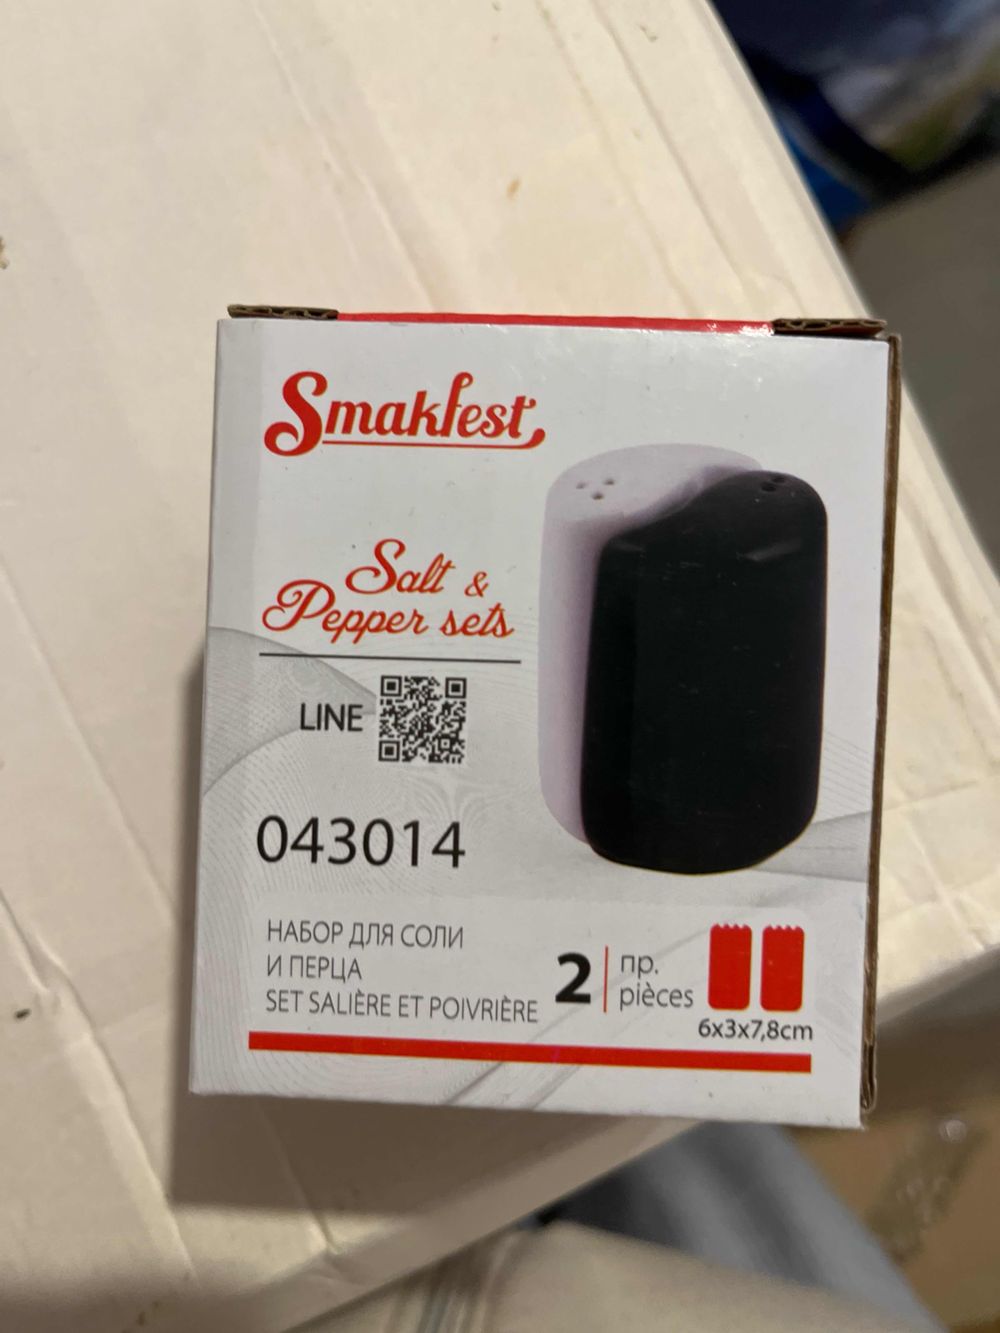 Smakfest
Salt &
Pepper sets
LINE
043014
НАБОР ДЛЯ СОЛИ
И ПЕРЦА
SET SALIÈRE ET POIVRIÈRE
2 пр.
pièces
6x3x7,8cm